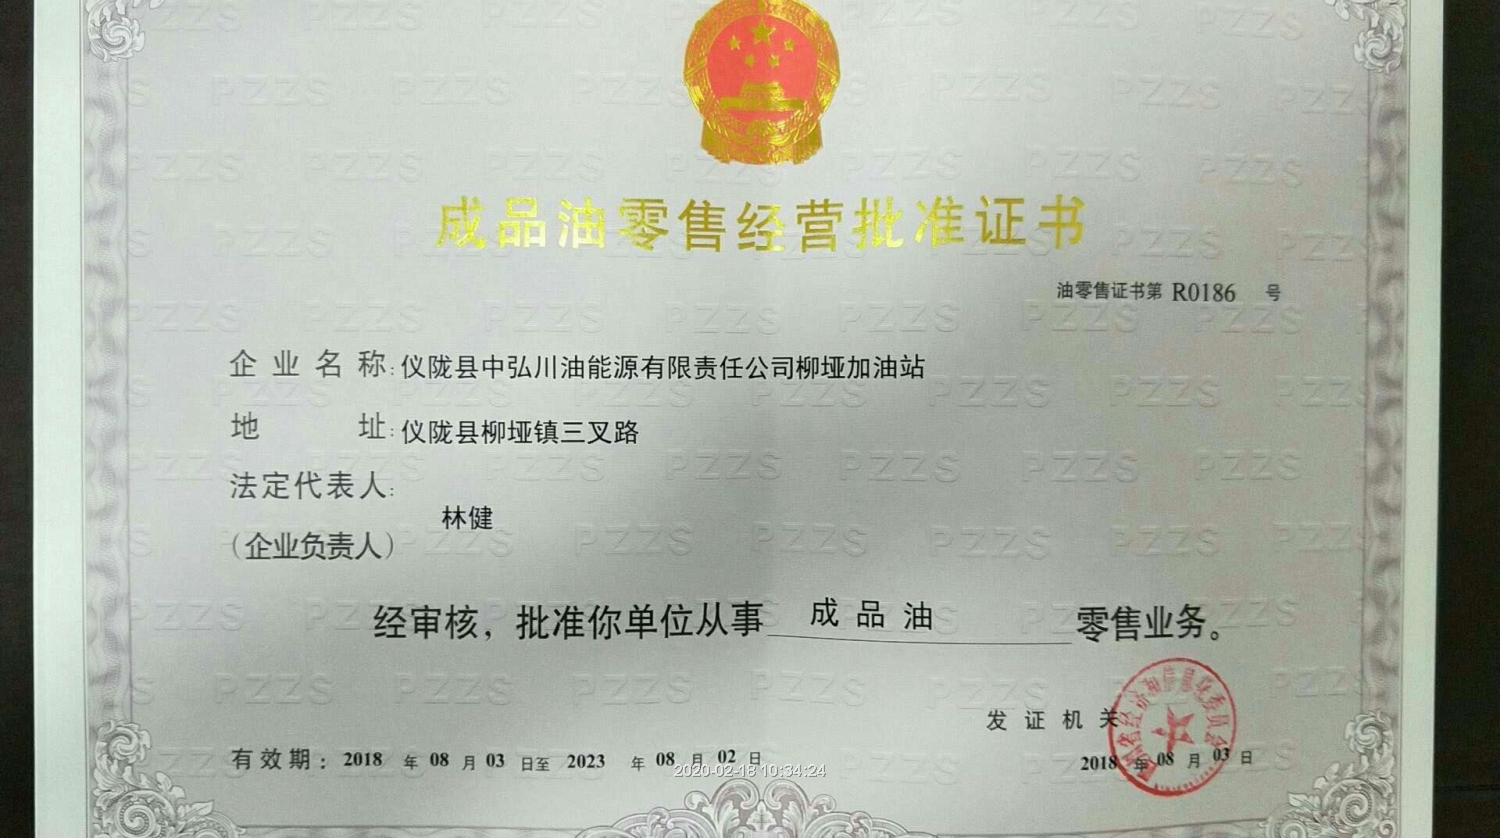 成品油零售经营批准证书
油零售证书第 R0186 号
企业名称:仪陇县中弘川油能源有限责任公司柳垭加油站
地址:仪陇县柳垭镇三叉路
法定代表人:
林健
(企业负责人)
经审核,批准你单位从事 成品油 零售业务。
发证机关
有效期:2018 年 08 月 03 日至 2023 年 08 月 02 日
2018 年 08 月 03 日
2020-02-18 10:34:24
PZZS